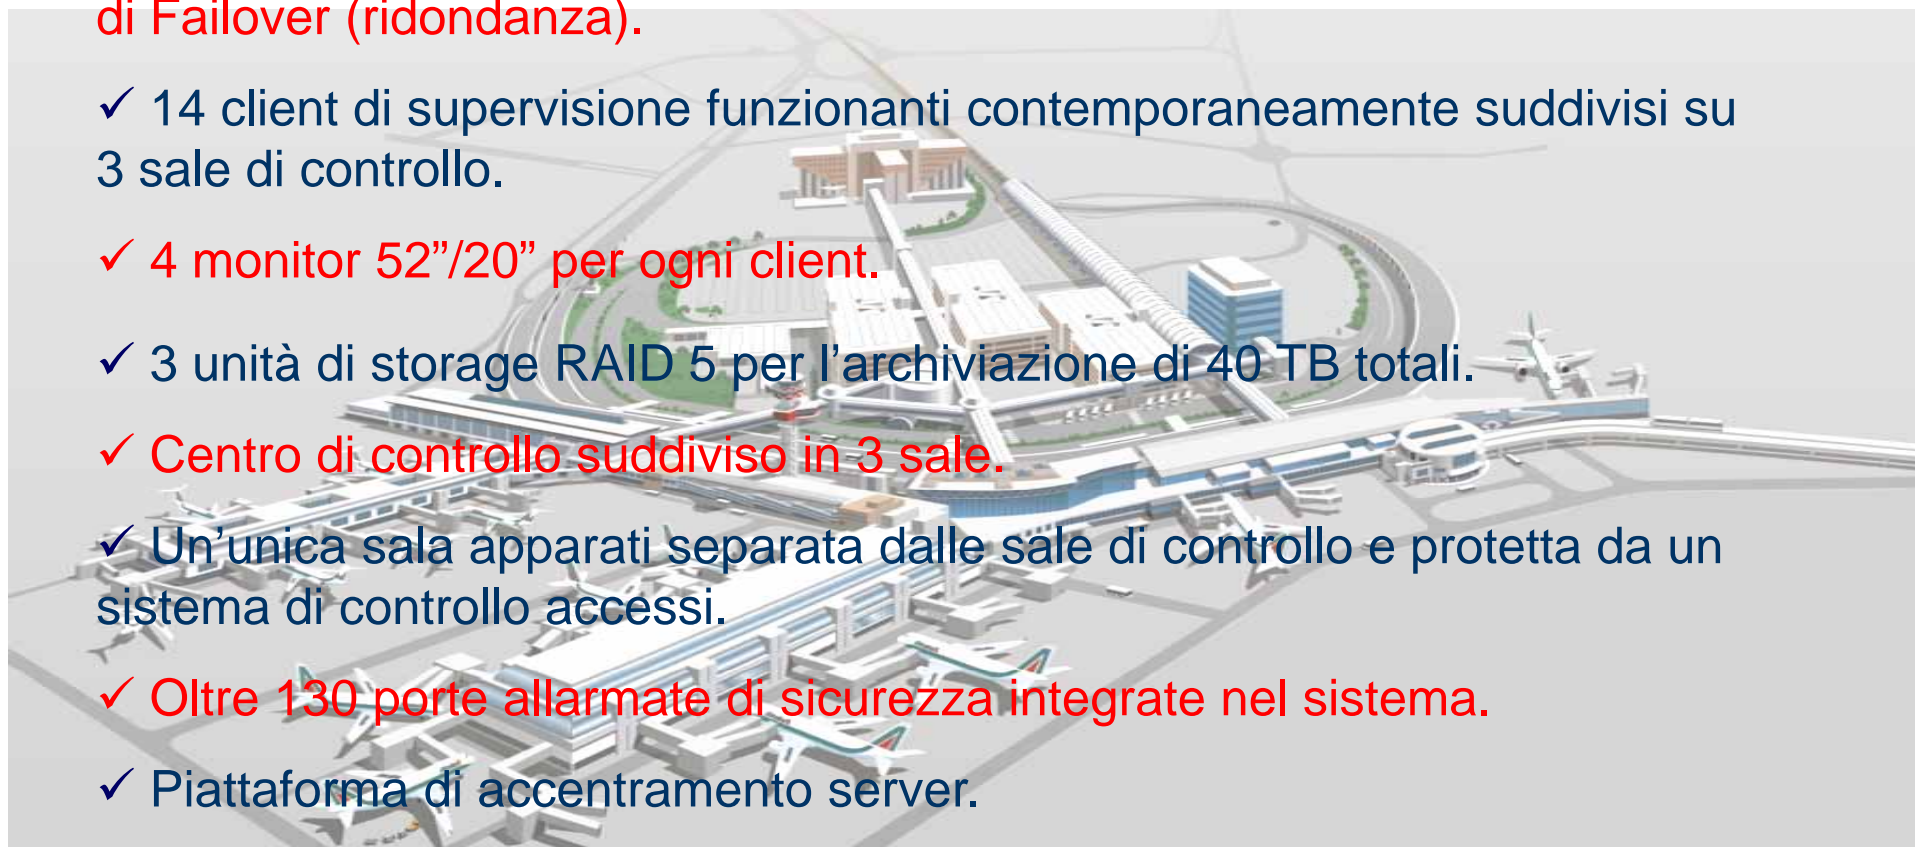 di Failover (ridondanza).
✓ 14 client di supervisione funzionanti contemporaneamente suddivisi su
3 sale di controllo.
✓ 4 monitor 52”/20” per ogni client.
✓ 3 unità di storage RAID 5 per l’archiviazione di 40 TB totali.
✓ Centro di controllo suddiviso in 3 sale.
✓ Un’unica sala apparati separata dalle sale di controllo e protetta da un
sistema di controllo accessi.
✓ Oltre 130 porte allarmate di sicurezza integrate nel sistema.
✓ Piattaforma di accentramento server.